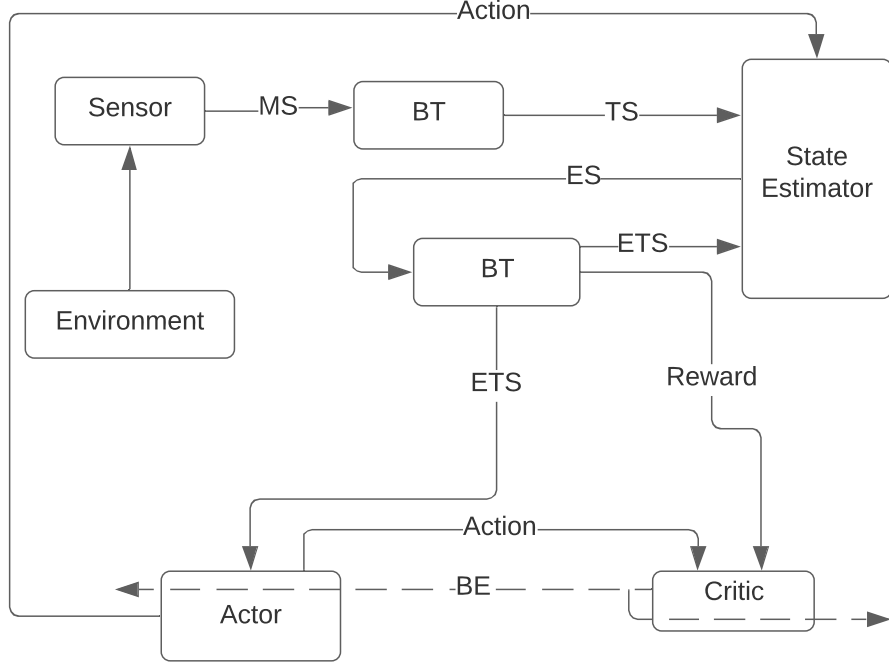 Action
Sensor
MS
BT
TS
State
Estimator
ES
ETS
BT
Environment
ETS
Reward
Action
BE
Critic
Actor